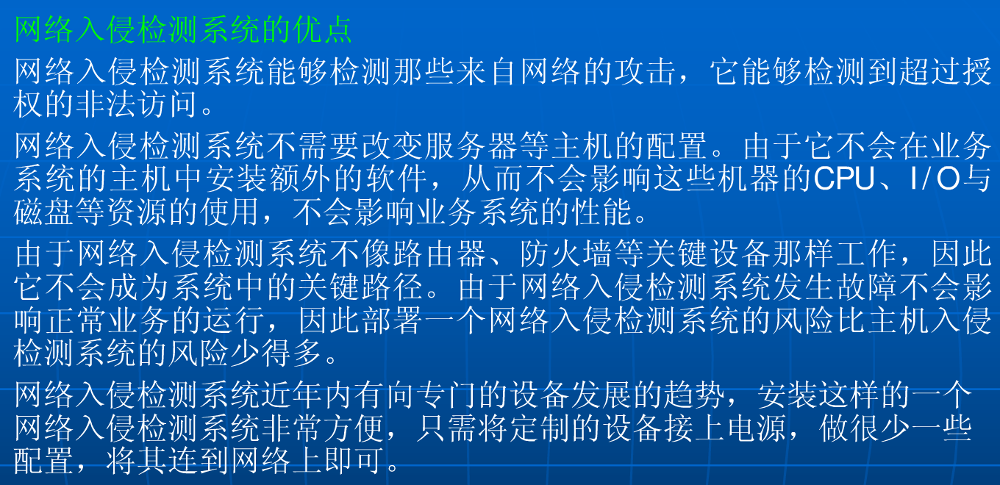 网络入侵检测系统的优点
网络入侵检测系统能够检测那些来自网络的攻击，它能够检测到超过授
权的非法访问。
网络入侵检测系统不需要改变服务器等主机的配置。由于它不会在业务
系统的主机中安装额外的软件，从而不会影响这些机器的CPU、I/O与
磁盘等资源的使用，不会影响业务系统的性能。
由于网络入侵检测系统不像路由器、防火墙等关键设备那样工作，因此
它不会成为系统中的关键路径。由于网络入侵检测系统发生故障不会影
响正常业务的运行，因此部署一个网络入侵检测系统的风险比主机入侵
检测系统的风险少得多。
网络入侵检测系统近年内有向专门的设备发展的趋势，安装这样的一个
网络入侵检测系统非常方便，只需将定制的设备接上电源，做很少一些
配置，将其连到网络上即可。